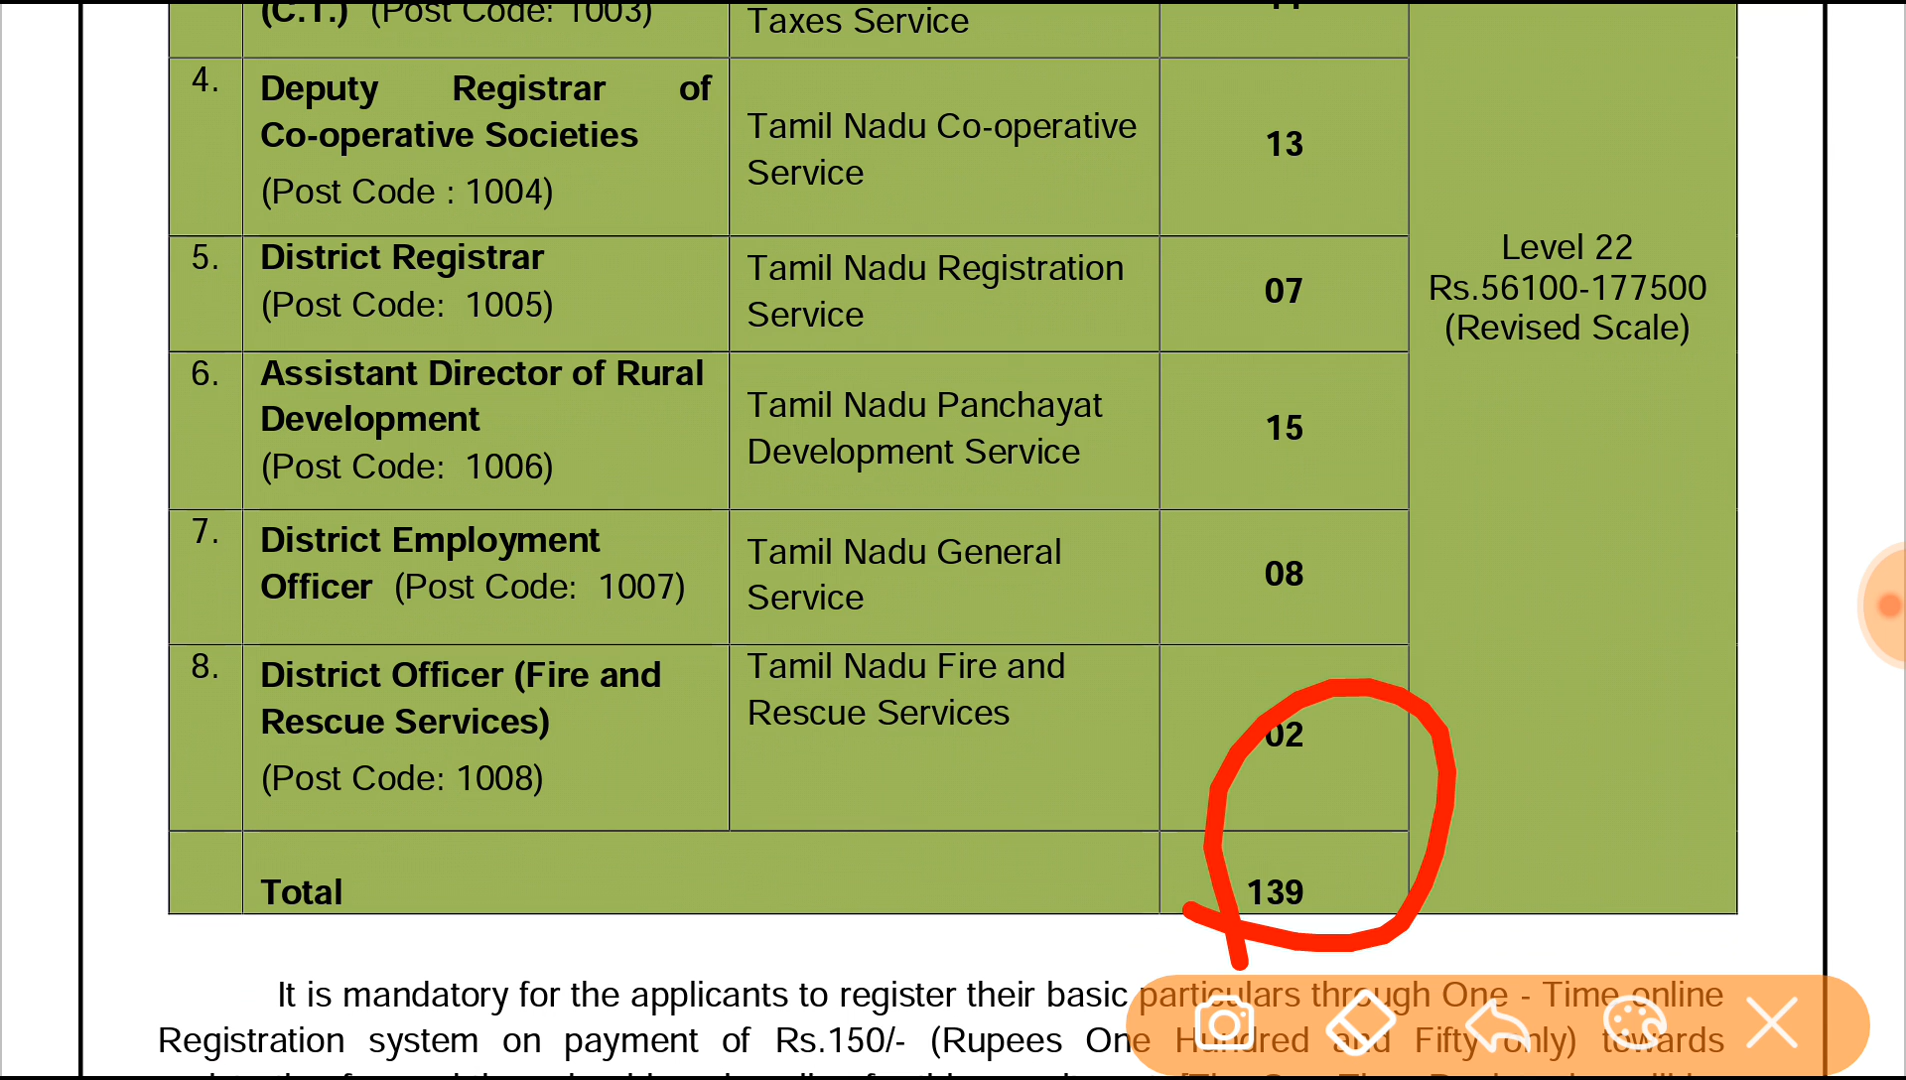 (C.T.) (Post Code: 1003)
Taxes Service
4.
Deputy Registrar of
Co-operative Societies
(Post Code : 1004)
Tamil Nadu Co-operative
Service
13
5.
District Registrar
(Post Code: 1005)
Tamil Nadu Registration
Service
07
Level 22
Rs.56100-177500
(Revised Scale)
6.
Assistant Director of Rural
Development
(Post Code: 1006)
Tamil Nadu Panchayat
Development Service
15
7.
District Employment
Officer (Post Code: 1007)
Tamil Nadu General
Service
08
8.
District Officer (Fire and
Rescue Services)
(Post Code: 1008)
Tamil Nadu Fire and
Rescue Services
02
Total
139
It is mandatory for the applicants to register their basic particulars through One - Time online
Registration system on payment of Rs.150/- (Rupees One Hundred and Fifty only) towards